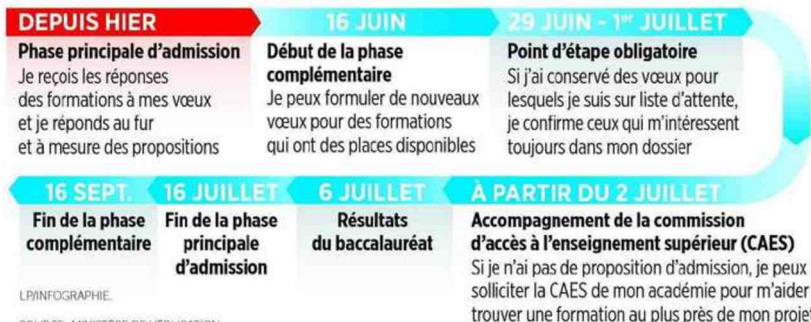 DEPUIS HIER
Phase principale d'admission
Je reçois les réponses
des formations à mes vœux
et je réponds au fur
et à mesure des propositions
16 JUIN
Début de la phase
complémentaire
Je peux formuler de nouveaux
vœux pour des formations
qui ont des places disponibles
29 JUIN - 1er JUILLET
Point d'étape obligatoire
Si j'ai conservé des vœux pour
lesquels je suis sur liste d'attente,
je confirme ceux qui m'intéressent
toujours dans mon dossier
À PARTIR DU 2 JUILLET
Accompagnement de la commission
d'accès à l'enseignement supérieur (CAES)
Si je n'ai pas de proposition d'admission, je peux
solliciter la CAES de mon académie pour m'aider
trouver une formation au plus près de mon projet
6 JUILLET
Résultats
du baccalauréat
16 JUILLET
Fin de la phase
principale
d'admission
16 SEPT.
Fin de la phase
complémentaire
LP/INFOGRAPHIE.